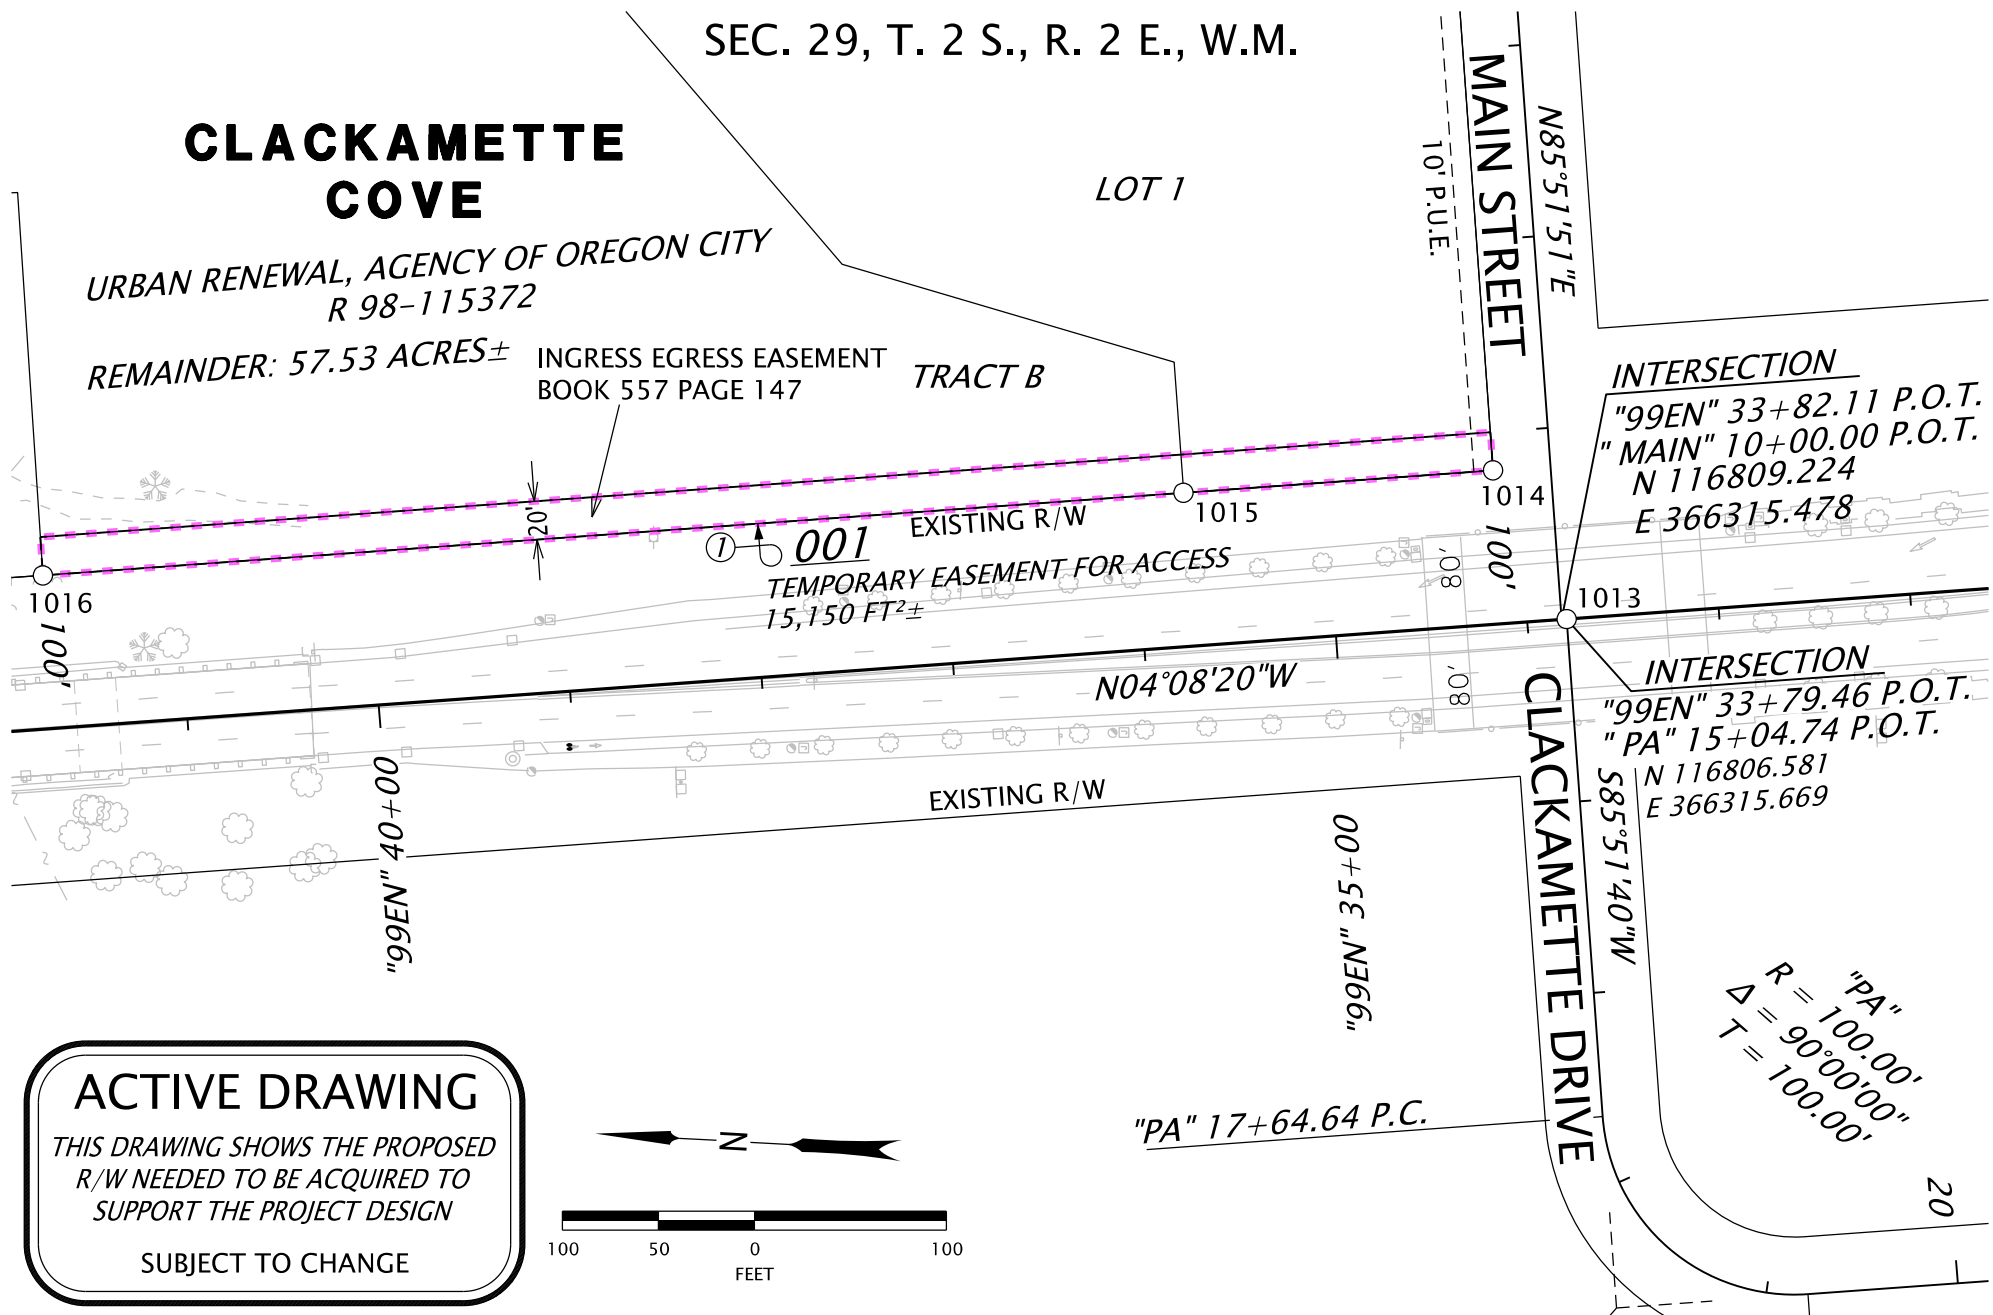 SEC. 29, T. 2 S., R. 2 E., W.M.
CLACKAMETTE
COVE
URBAN RENEWAL, AGENCY OF OREGON CITY
R 98-115372
REMAINDER: 57.53 ACRES±
INGRESS EGRESS EASEMENT
BOOK 557 PAGE 147
TRACT B
LOT 1
10' P.U.E.
MAIN STREET
N85°51'51"E
INTERSECTION
"99EN" 33+82.11 P.O.T.
" MAIN" 10+00.00 P.O.T.
N 116809.224
E 366315.478
1014
1015
EXISTING R/W
20'
1
001
TEMPORARY EASEMENT FOR ACCESS
15,150 FT²±
1016
100'
80'
100'
1013
N04°08'20"W
80'
INTERSECTION
"99EN" 33+79.46 P.O.T.
" PA" 15+04.74 P.O.T.
N 116806.581
E 366315.669
CLACKAMETTE DRIVE
S85°51'40"W
EXISTING R/W
"99EN" 40+00
"99EN" 35+00
"PA"
R = 100.00'
Δ = 90°00'00"
T = 100.00'
"PA" 17+64.64 P.C.
20
ACTIVE DRAWING
THIS DRAWING SHOWS THE PROPOSED
R/W NEEDED TO BE ACQUIRED TO
SUPPORT THE PROJECT DESIGN
SUBJECT TO CHANGE
N
100 50 0 100
FEET